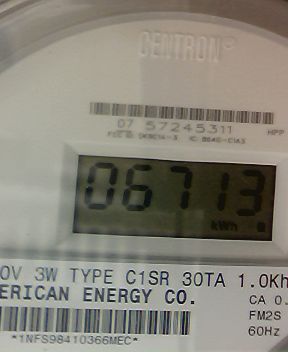 CENTRON®
07 57245311
HPP
06713
kWh
0V 3W TYPE C1SR 30TA 1.0Kh
ERICAN ENERGY CO.
CA 0.
FM2S
60Hz
*1NFS98410366MEC*